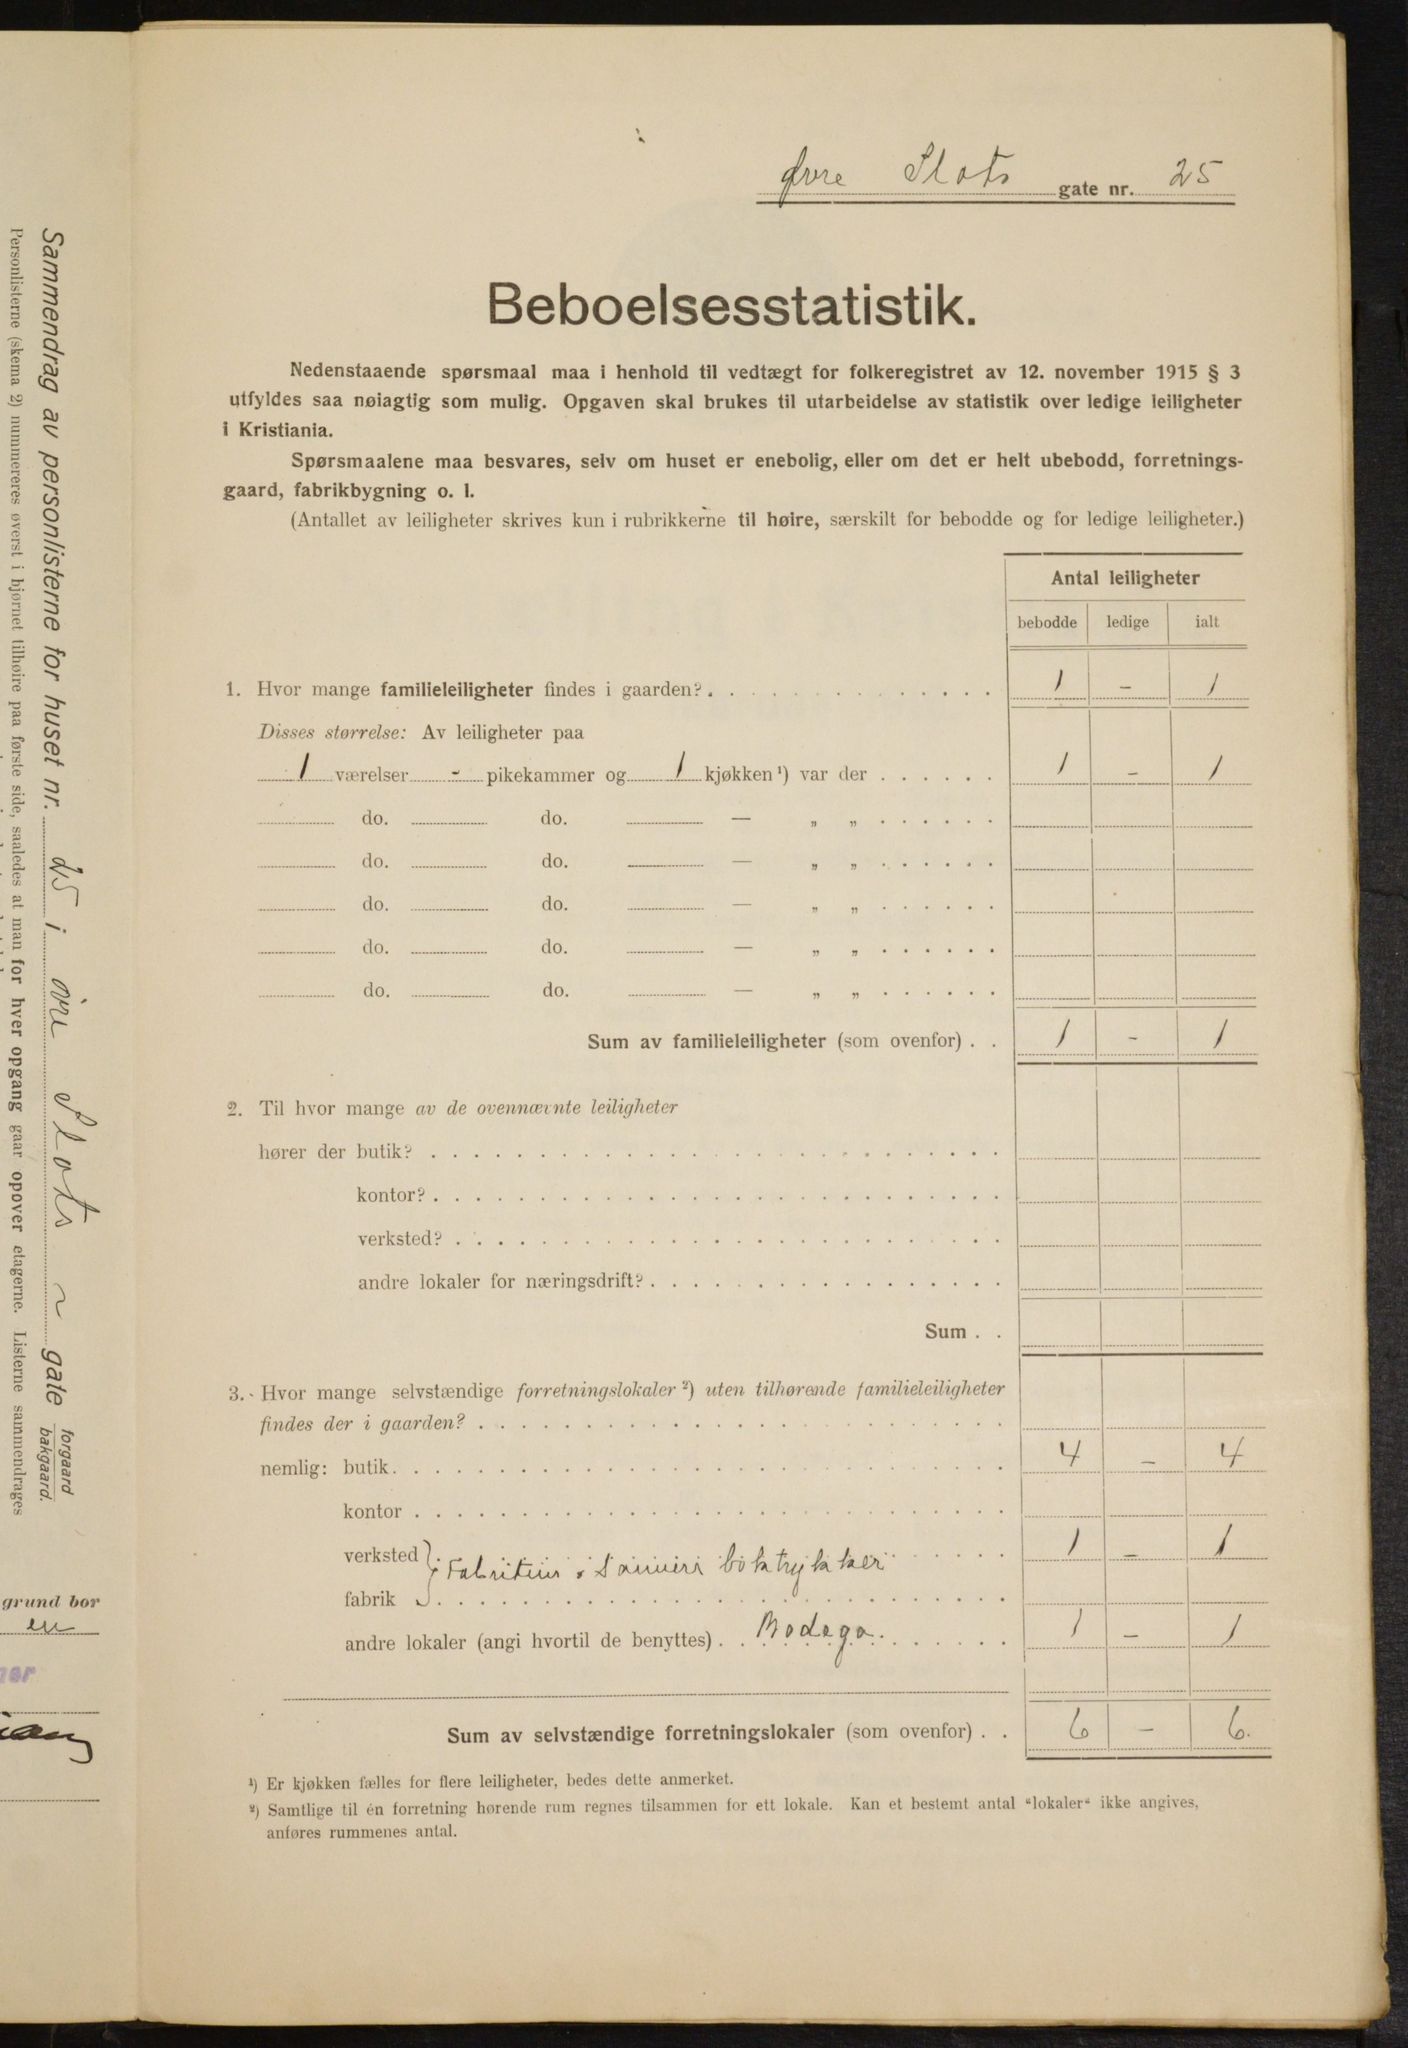 Øvre Slots gate nr. 25
Beboelsesstatistik.
Nedenstaaende spørsmaal maa i henhold til vedtægt for folkeregistret av 12. november 1915 § 3
utfyldes saa nøiagtig som mulig. Opgaven skal brukes til utarbeidelse av statistik over ledige leiligheter
i Kristiania.
Spørsmaalene maa besvares, selv om huset er enebolig, eller om det er helt ubebodd, forretnings-
gaard, fabrikbygning o. l.
(Antallet av leiligheter skrives kun i rubrikkerne til høire, særskilt for bebodde og for ledige leiligheter.)
Antal leiligheter
bebodde ledige ialt
1. Hvor mange familieleiligheter findes i gaarden? . . . . . . . . . . . . . . 1 - 1
Disses størrelse: Av leiligheter paa
1 værelser - pikekammer og 1 kjøkken ¹) var der . . . . . . 1 - 1
do. do. — „ „ . . . . . .
do. do. — „ „ . . . . . .
do. do. — „ „ . . . . . .
do. do. — „ „ . . . . . .
do. do. — „ „ . . . . . .
Sum av familieleiligheter (som ovenfor) . . 1 - 1
2. Til hvor mange av de ovennævnte leiligheter
hører der butik? . . . . . . . . . . . . . . . . . . . . . .
kontor? . . . . . . . . . . . . . . . . . . . . . .
verksted? . . . . . . . . . . . . . . . . . . . . .
andre lokaler for næringsdrift? . . . . . . . . . . . . . .
Sum . .
3. Hvor mange selvstændige forretningslokaler ²) uten tilhørende familieleiligheter
findes der i gaarden? . . . . . . . . . . . . . . . . . . . .
nemlig: butik . . . . . . . . . . . . . . . . . . . . . . . 4 - 4
kontor . . . . . . . . . . . . . . . . . . . . . .
verksted } Fabritius & Sønners boktrykkeri . . . . 1 - 1
fabrik . . . . . . . . . . . . . . . . . . . . . .
andre lokaler (angi hvortil de benyttes) . . Bodega. . . . . . 1 - 1
Sum av selvstændige forretningslokaler (som ovenfor) . . 6 - 6.
¹) Er kjøkken fælles for flere leiligheter, bedes dette anmerket.
²) Samtlige til én forretning hørende rum regnes tilsammen for ett lokale. Kan et bestemt antal “lokaler“ ikke angives,
anføres rummenes antal.
Sammendrag av personlisterne for huset nr. 25 i øvre Slots ~ gate forgaard
bakgaard.
Personlisterne (skema 2) nummereres øverst i hjørnet tilhøire paa første side, saaledes at man for hver opgang gaar opover etagerne. Listerne sammendrages
grund bor
en